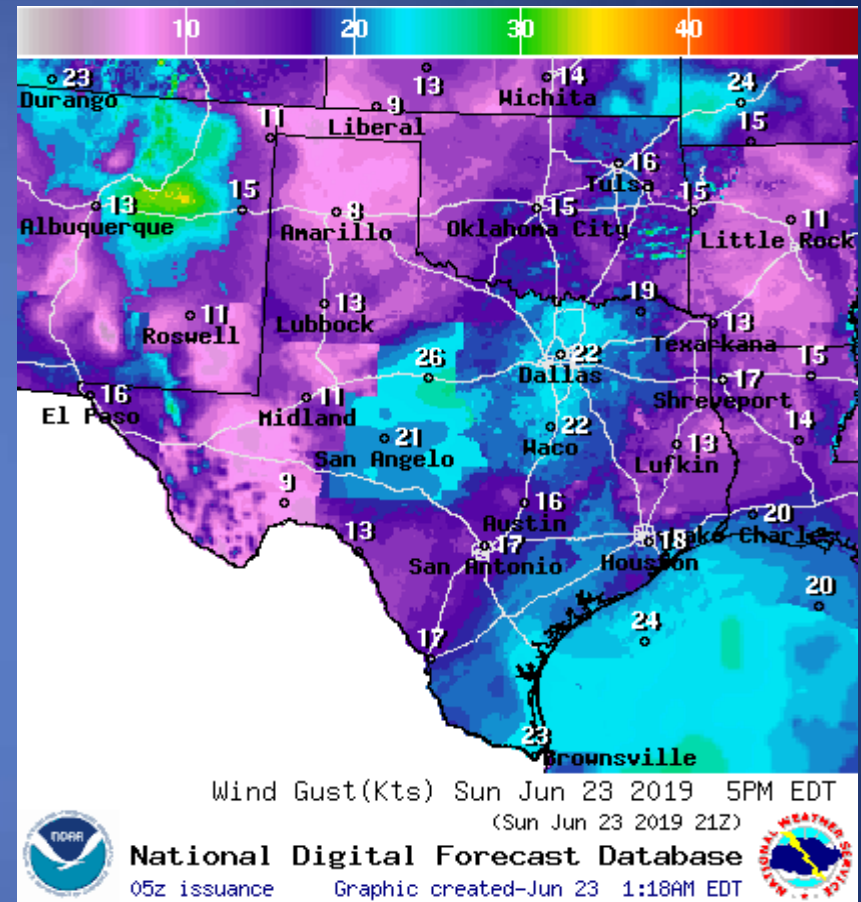 10 20 30 40
23 13 14 24
Durango Wichita
9
Liberal
11 15
16
Tulsa
13 15 8 15 15 11
Albuquerque Amarillo Oklahoma City Little Rock
11 13 19 13
Roswell Lubbock Texarkana
26 22 15
Dallas
16 11 17
El Paso Midland Shreveport
21 22 13 14
San Angelo Waco Lufkin
9 16 20
Austin Lake Charles
13 17 18
San Antonio Houston
20
17 24
23
Brownsville
Wind Gust(Kts) Sun Jun 23 2019 5PM EDT
(Sun Jun 23 2019 21Z)
National Digital Forecast Database
05z issuance Graphic created-Jun 23 1:18AM EDT
NOAA
NATIONAL WEATHER SERVICE